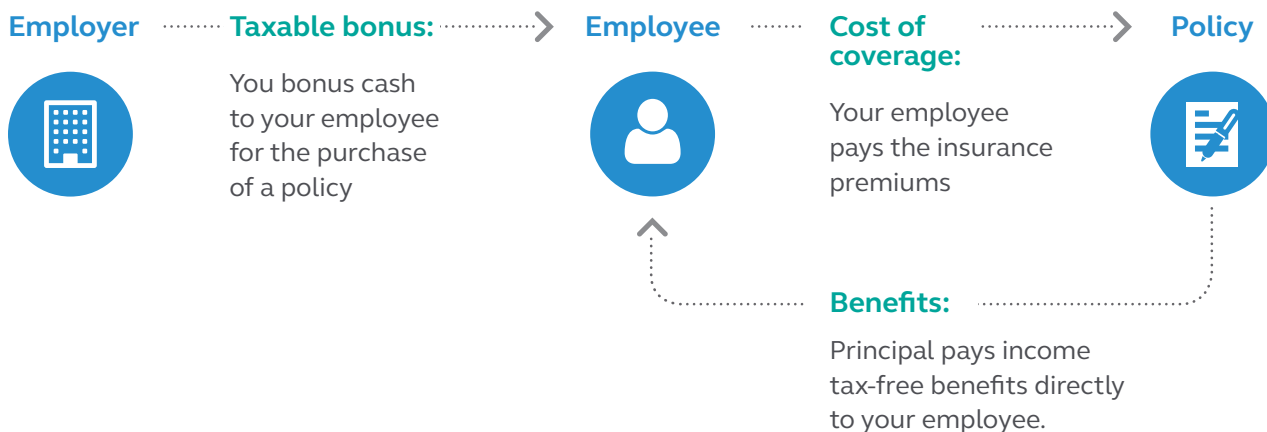 Employer
Taxable bonus:
You bonus cash
to your employee
for the purchase
of a policy
Employee
Cost of
coverage:
Your employee
pays the insurance
premiums
Policy
Benefits:
Principal pays income
tax-free benefits directly
to your employee.